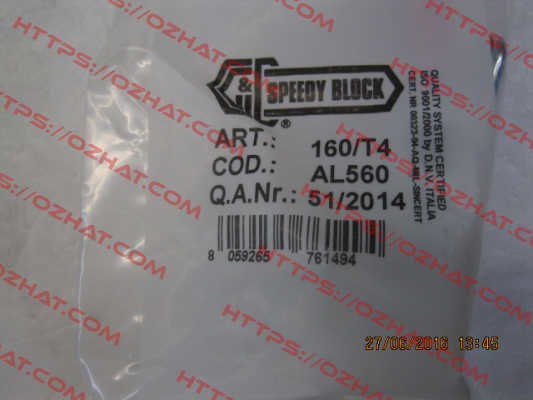 & SPEEDY BLOCK
®
ART.: 160/T4
COD.: AL560
Q.A.Nr.: 51/2014
8 059265 761494
QUALITY SYSTEM CERTIFIED
ISO 9001/2000 by D.N.V. ITALIA
CERT. NR 00323-94-AQ-MIL-SINCERT
27/06/2016 13:45
HTTPS://OZHAT.COM